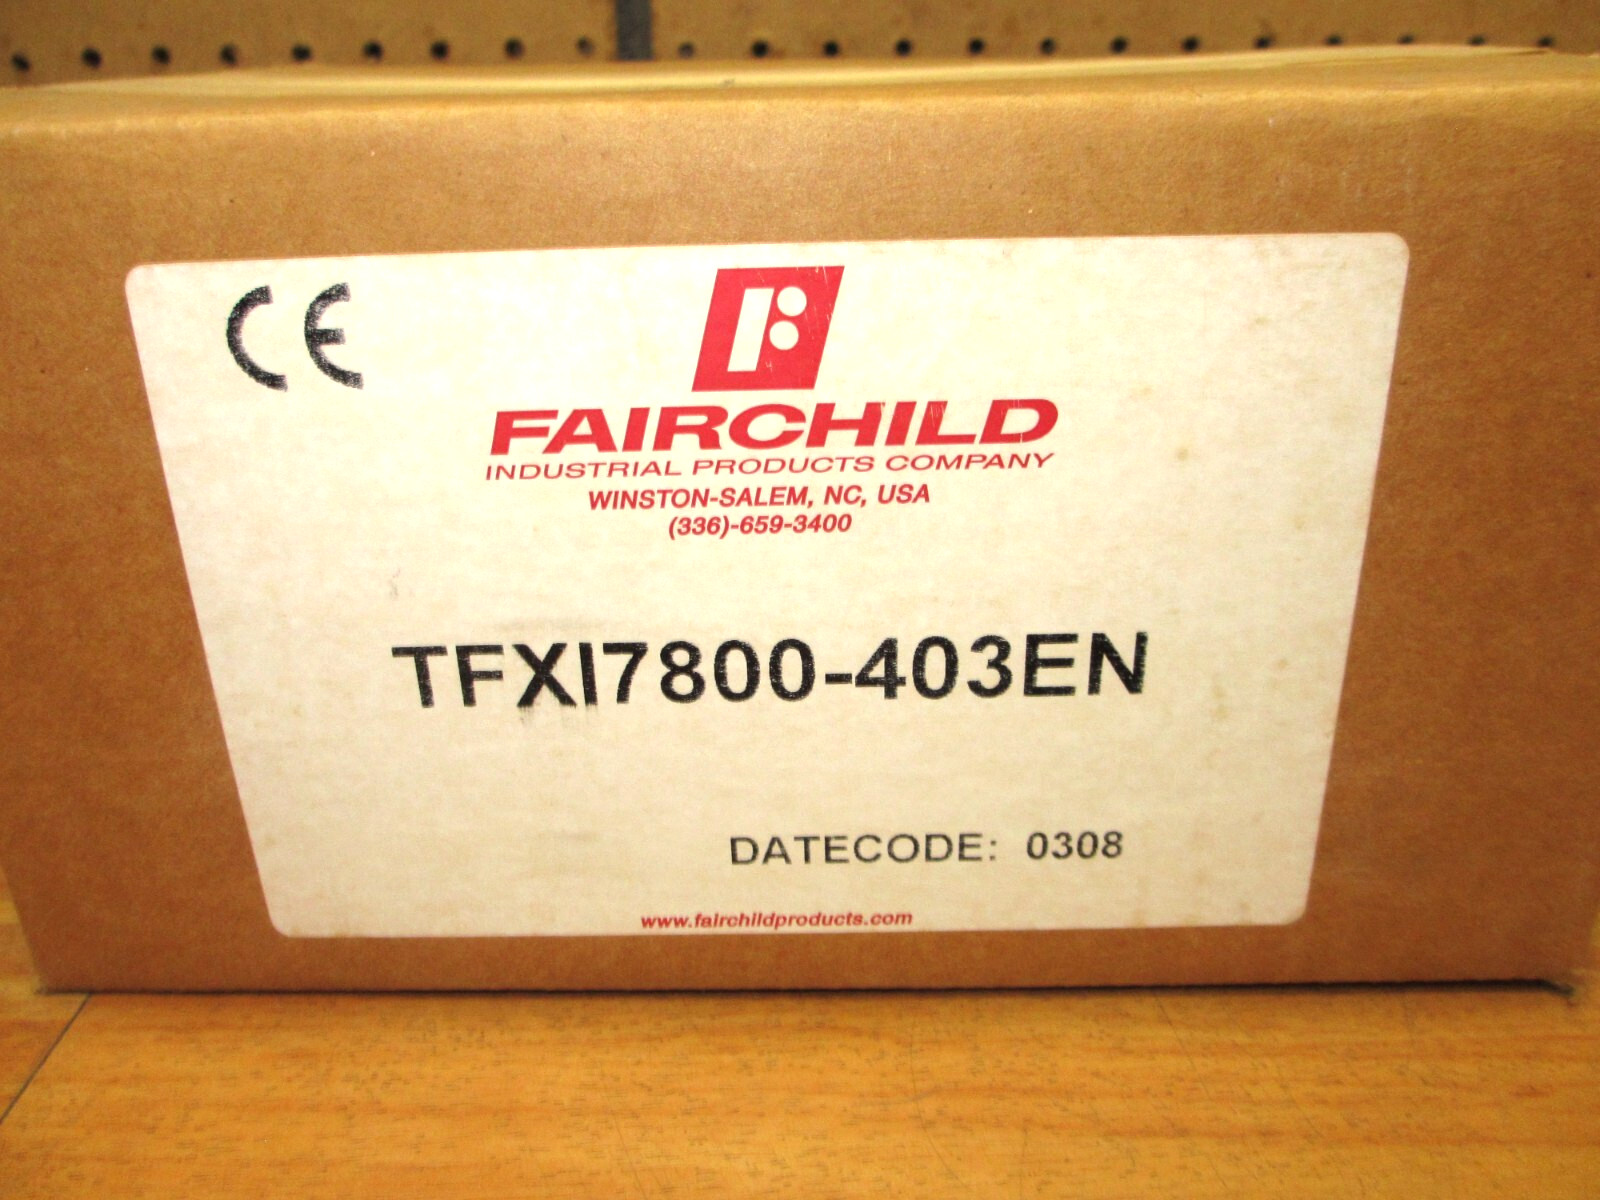 CE
FAIRCHILD
INDUSTRIAL PRODUCTS COMPANY
WINSTON-SALEM, NC, USA
(336)-659-3400
TFXI7800-403EN
DATECODE: 0308
www.fairchildproducts.com